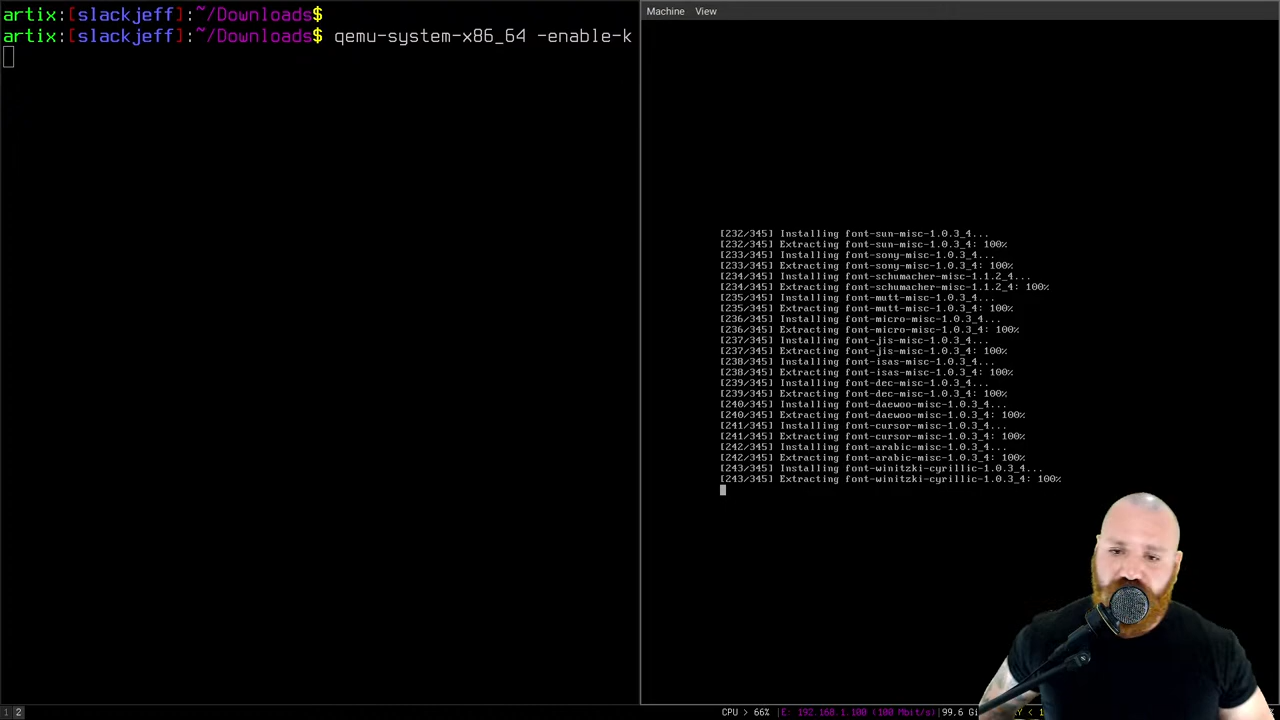 artix:[slackjeff]:~/Downloads$
artix:[slackjeff]:~/Downloads$ qemu-system-x86_64 -enable-k
Machine View
[232/345] Installing font-sun-misc-1.0.3_4...
[232/345] Extracting font-sun-misc-1.0.3_4: 100%
[233/345] Installing font-sony-misc-1.0.3_4...
[233/345] Extracting font-sony-misc-1.0.3_4: 100%
[234/345] Installing font-schumacher-misc-1.1.2_4...
[234/345] Extracting font-schumacher-misc-1.1.2_4: 100%
[235/345] Installing font-mutt-misc-1.0.3_4...
[235/345] Extracting font-mutt-misc-1.0.3_4: 100%
[236/345] Installing font-micro-misc-1.0.3_4...
[236/345] Extracting font-micro-misc-1.0.3_4: 100%
[237/345] Installing font-jis-misc-1.0.3_4...
[237/345] Extracting font-jis-misc-1.0.3_4: 100%
[238/345] Installing font-isas-misc-1.0.3_4...
[238/345] Extracting font-isas-misc-1.0.3_4: 100%
[239/345] Installing font-dec-misc-1.0.3_4...
[239/345] Extracting font-dec-misc-1.0.3_4: 100%
[240/345] Installing font-daewoo-misc-1.0.3_4...
[240/345] Extracting font-daewoo-misc-1.0.3_4: 100%
[241/345] Installing font-cursor-misc-1.0.3_4...
[241/345] Extracting font-cursor-misc-1.0.3_4: 100%
[242/345] Installing font-arabic-misc-1.0.3_4...
[242/345] Extracting font-arabic-misc-1.0.3_4: 100%
[243/345] Installing font-winitzki-cyrillic-1.0.3_4...
[243/345] Extracting font-winitzki-cyrillic-1.0.3_4: 100%
1 2 CPU > 66% |E: 192.168.1.100 (100 Mbit/s)|99.6 Gi